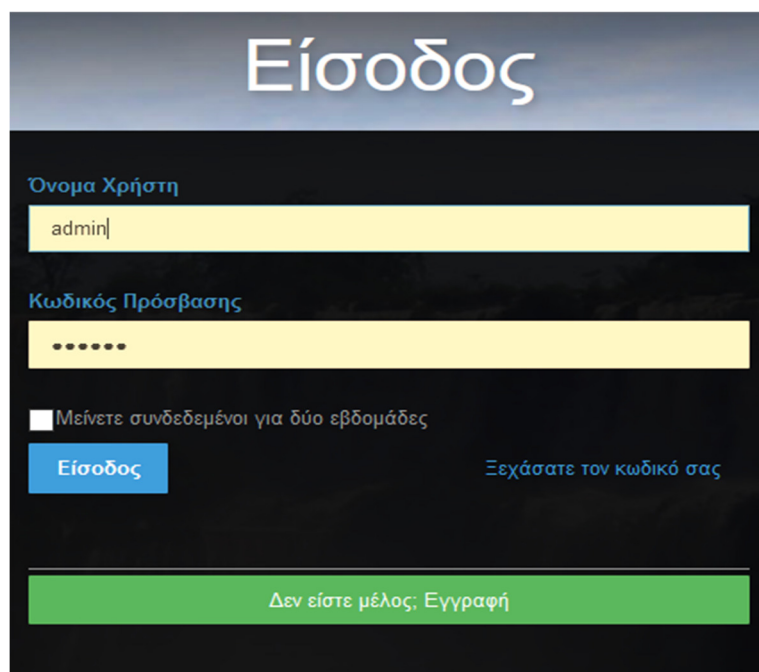 Είσοδος
Όνομα Χρήστη
admin
Κωδικός Πρόσβασης
••••••
Μείνετε συνδεδεμένοι για δύο εβδομάδες
Είσοδος
Ξεχάσατε τον κωδικό σας
Δεν είστε μέλος; Εγγραφή